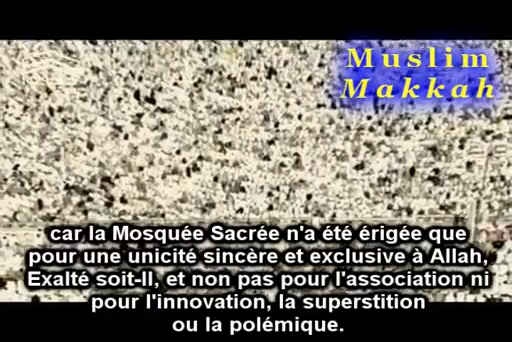 Muslim
Makkah
car la Mosquée Sacrée n'a été érigée que
pour une unicité sincère et exclusive à Allah,
Exalté soit-Il, et non pas pour l'association ni
pour l'innovation, la superstition
ou la polémique.